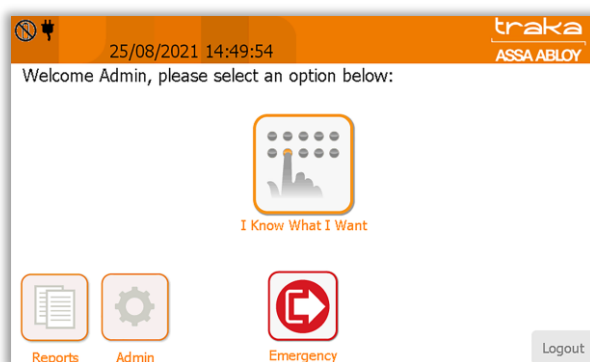 traka
25/08/2021 14:49:54
ASSA ABLOY
Welcome Admin, please select an option below:
I Know What I Want
Reports
Admin
Emergency
Logout